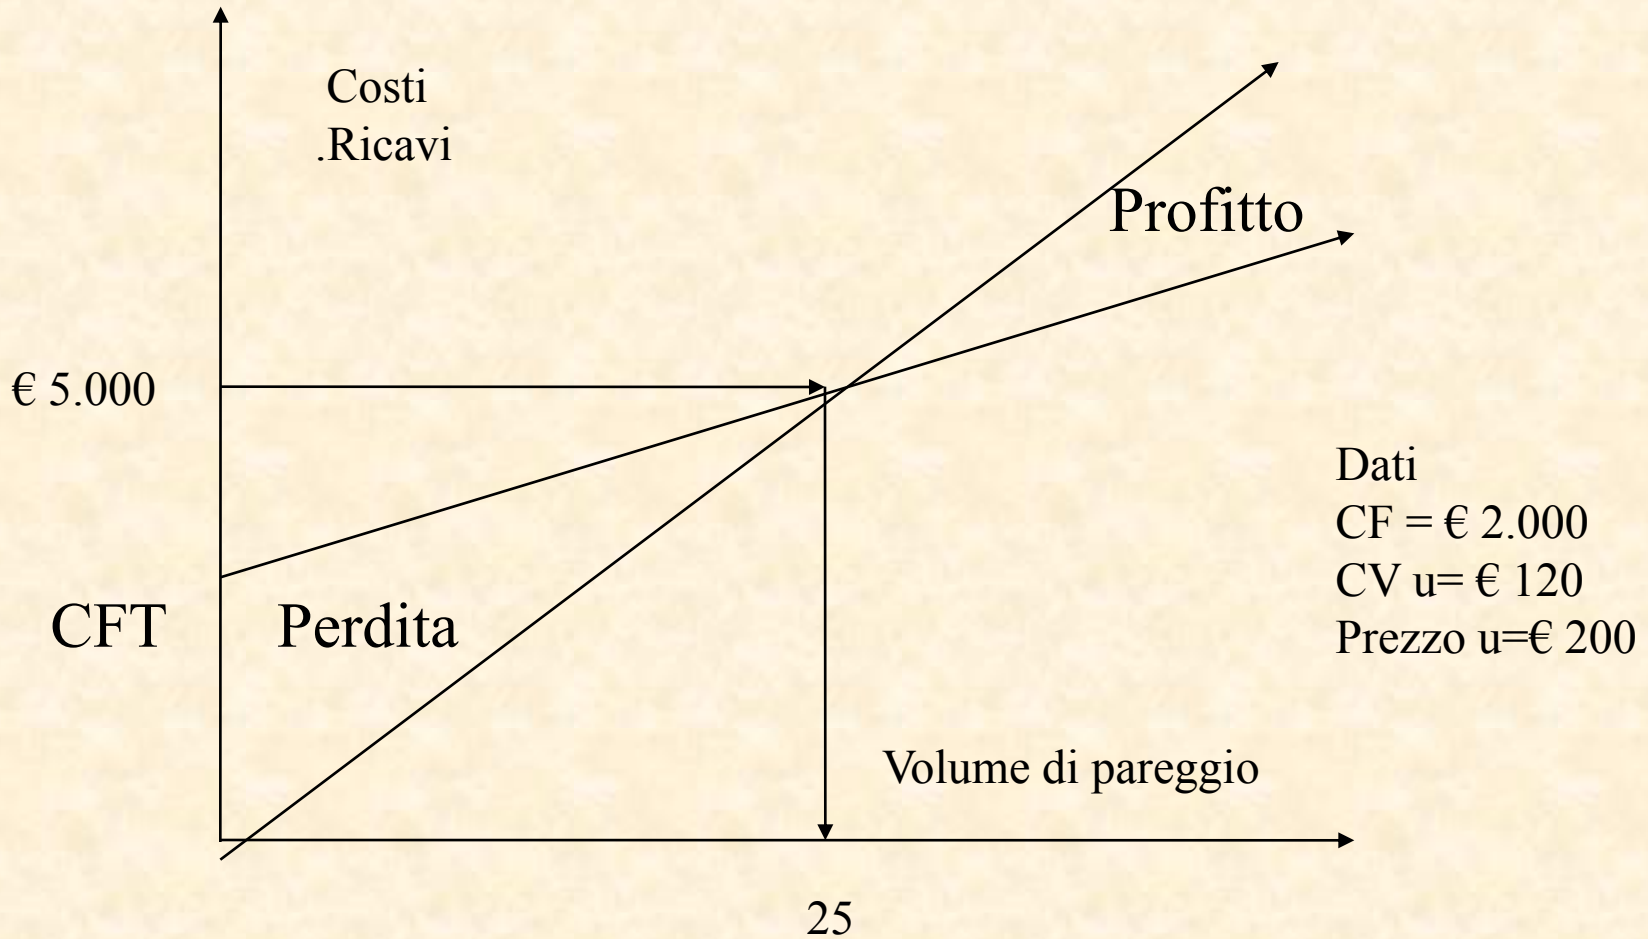 Costi
.Ricavi
Profitto
€ 5.000
Dati
CF = € 2.000
CV u= € 120
Prezzo u=€ 200
CFT
Perdita
Volume di pareggio
25